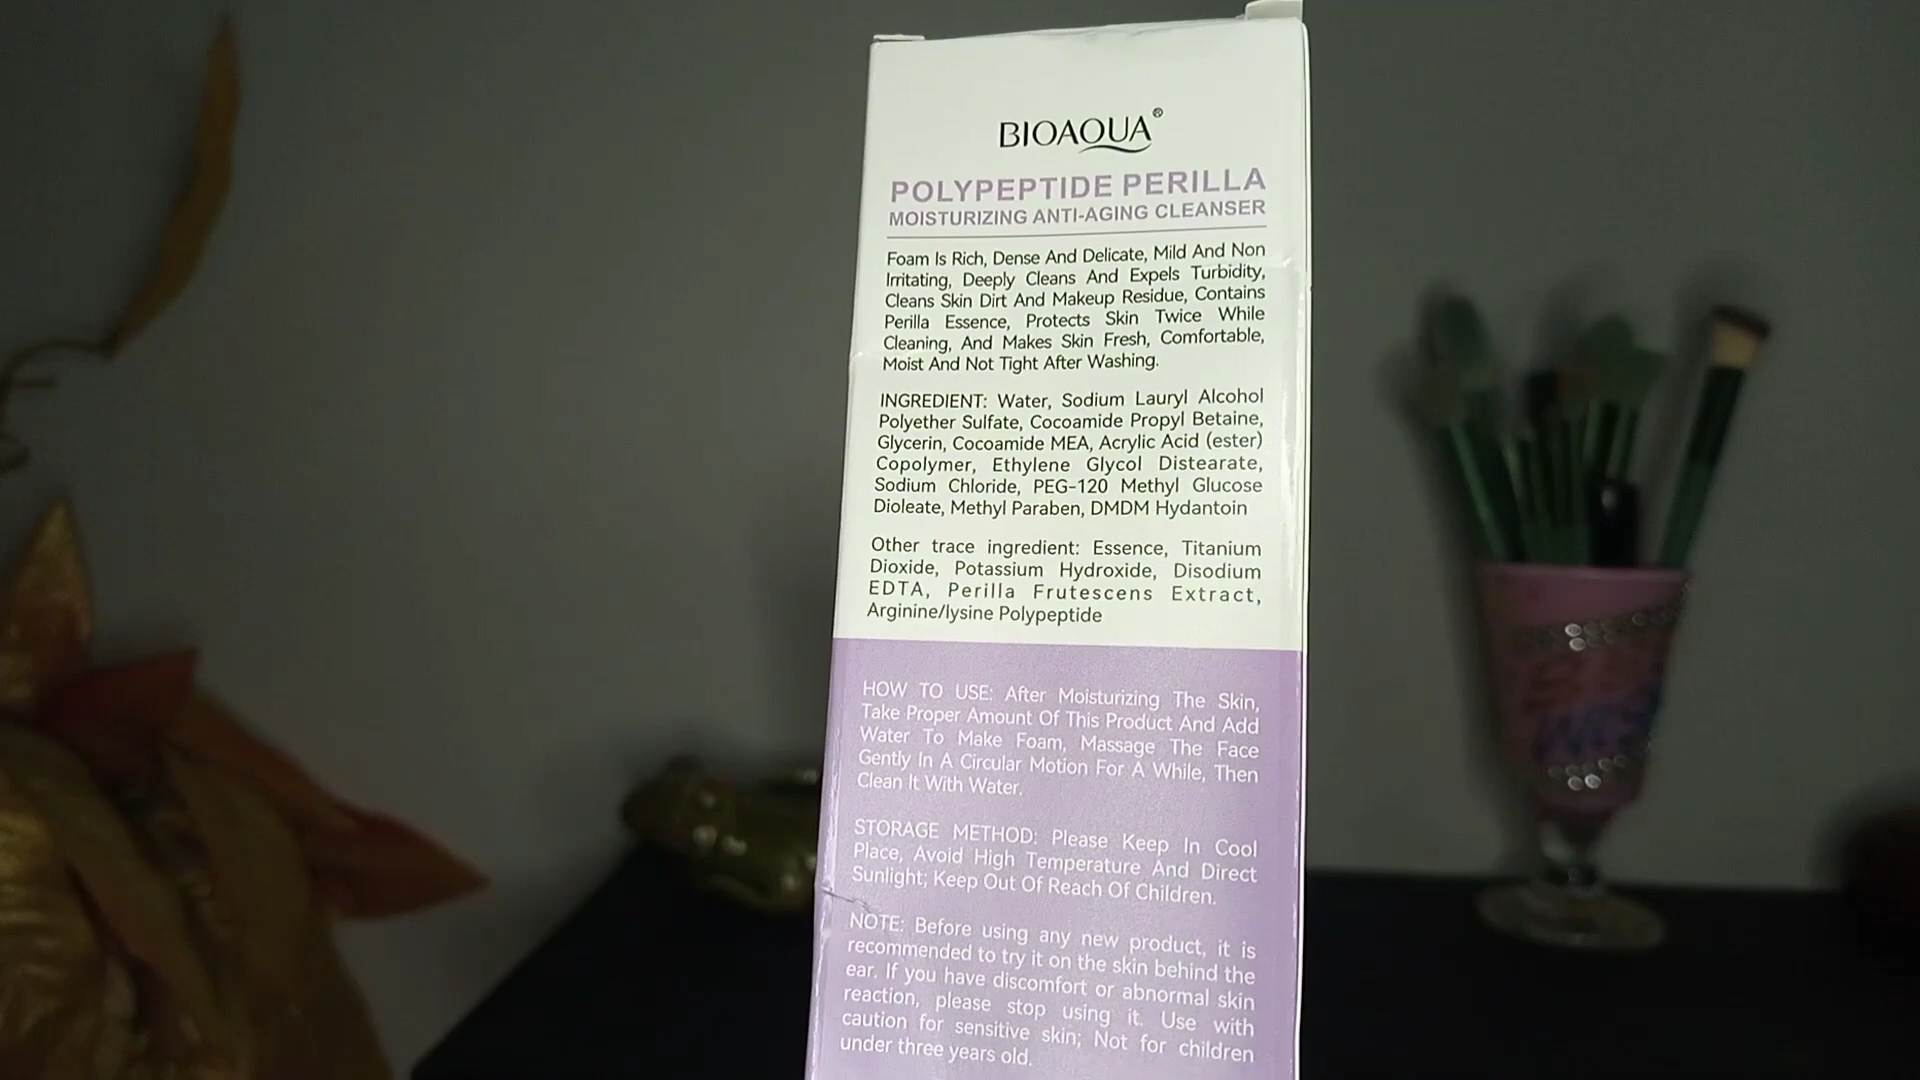 BIOAQUA®
POLYPEPTIDE PERILLA
MOISTURIZING ANTI-AGING CLEANSER
Foam Is Rich, Dense And Delicate, Mild And Non
Irritating, Deeply Cleans And Expels Turbidity,
Cleans Skin Dirt And Makeup Residue, Contains
Perilla Essence, Protects Skin Twice While
Cleaning, And Makes Skin Fresh, Comfortable,
Moist And Not Tight After Washing.
INGREDIENT: Water, Sodium Lauryl Alcohol
Polyether Sulfate, Cocoamide Propyl Betaine,
Glycerin, Cocoamide MEA, Acrylic Acid (ester)
Copolymer, Ethylene Glycol Distearate,
Sodium Chloride, PEG-120 Methyl Glucose
Dioleate, Methyl Paraben, DMDM Hydantoin
Other trace ingredient: Essence, Titanium
Dioxide, Potassium Hydroxide, Disodium
EDTA, Perilla Frutescens Extract,
Arginine/lysine Polypeptide
HOW TO USE: After Moisturizing The Skin,
Take Proper Amount Of This Product And Add
Water To Make Foam, Massage The Face
Gently In A Circular Motion For A While, Then
Clean It With Water.
STORAGE METHOD: Please Keep In Cool
Place, Avoid High Temperature And Direct
Sunlight; Keep Out Of Reach Of Children.
NOTE: Before using any new product, it is
recommended to try it on the skin behind the
ear. If you have discomfort or abnormal skin
reaction, please stop using it. Use with
caution for sensitive skin; Not for children
under three years old.